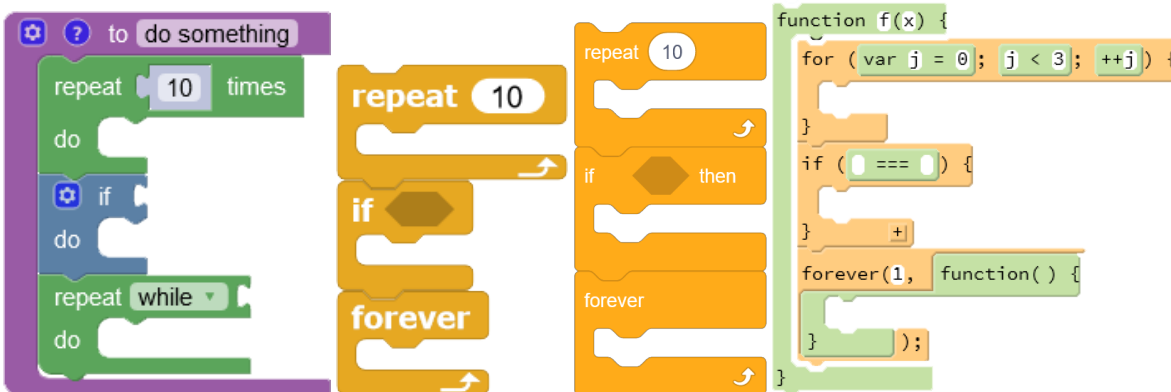 ? to do something
repeat 10 times
do
if
do
repeat while
do
repeat 10
if
forever
repeat 10
if then
forever
function f(x) {
for ( var j = 0 ; j < 3 ; ++j ) {
}
if ( === ) {
} +
forever(1, function() {
} );
}